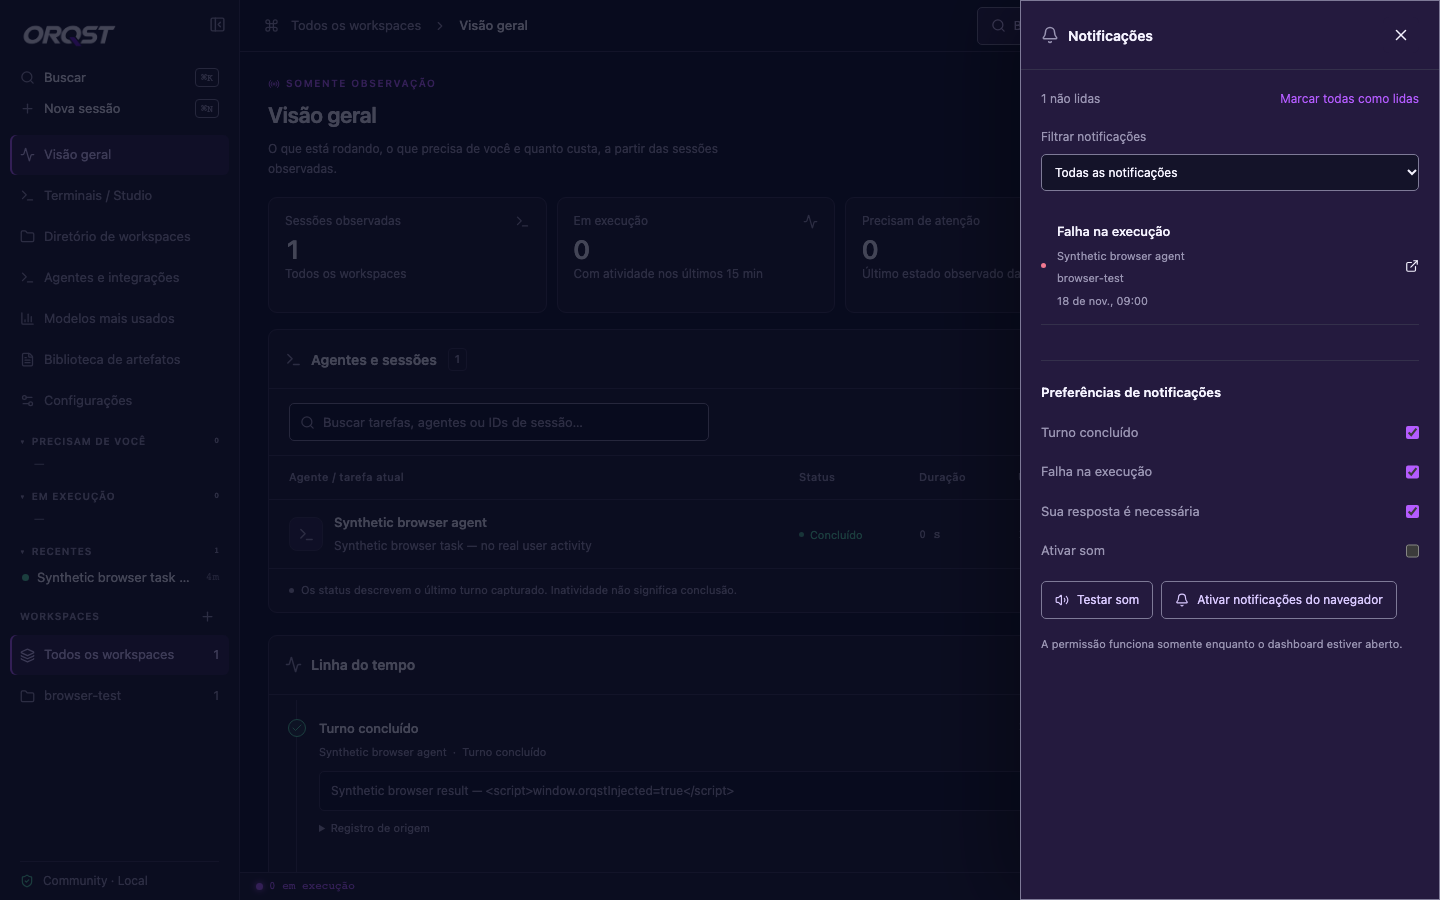 ORQST
Buscar ⌘K
Nova sessão ⌘N
Visão geral
Terminais / Studio
Diretório de workspaces
Agentes e integrações
Modelos mais usados
Biblioteca de artefatos
Configurações
PRECISAM DE VOCÊ 0
—
EM EXECUÇÃO 0
—
RECENTES 1
Synthetic browser task ... 4m
WORKSPACES +
Todos os workspaces 1
browser-test 1
Community · Local
Todos os workspaces > Visão geral
B
SOMENTE OBSERVAÇÃO
Visão geral
O que está rodando, o que precisa de você e quanto custa, a partir das sessões
observadas.
Sessões observadas
1
Todos os workspaces
Em execução
0
Com atividade nos últimos 15 min
Precisam de atenção
0
Último estado observado da
Agentes e sessões 1
Buscar tarefas, agentes ou IDs de sessão...
Agente / tarefa atual Status Duração
Synthetic browser agent
Synthetic browser task — no real user activity
Concluído
0 s
Os status descrevem o último turno capturado. Inatividade não significa conclusão.
Linha do tempo
Turno concluído
Synthetic browser agent · Turno concluído
Synthetic browser result — <script>window.orqstInjected=true</script>
Registro de origem
0 em execução
Notificações
1 não lidas Marcar todas como lidas
Filtrar notificações
Todas as notificações
Falha na execução
Synthetic browser agent
browser-test
18 de nov., 09:00
Preferências de notificações
Turno concluído
Falha na execução
Sua resposta é necessária
Ativar som
Testar som
Ativar notificações do navegador
A permissão funciona somente enquanto o dashboard estiver aberto.